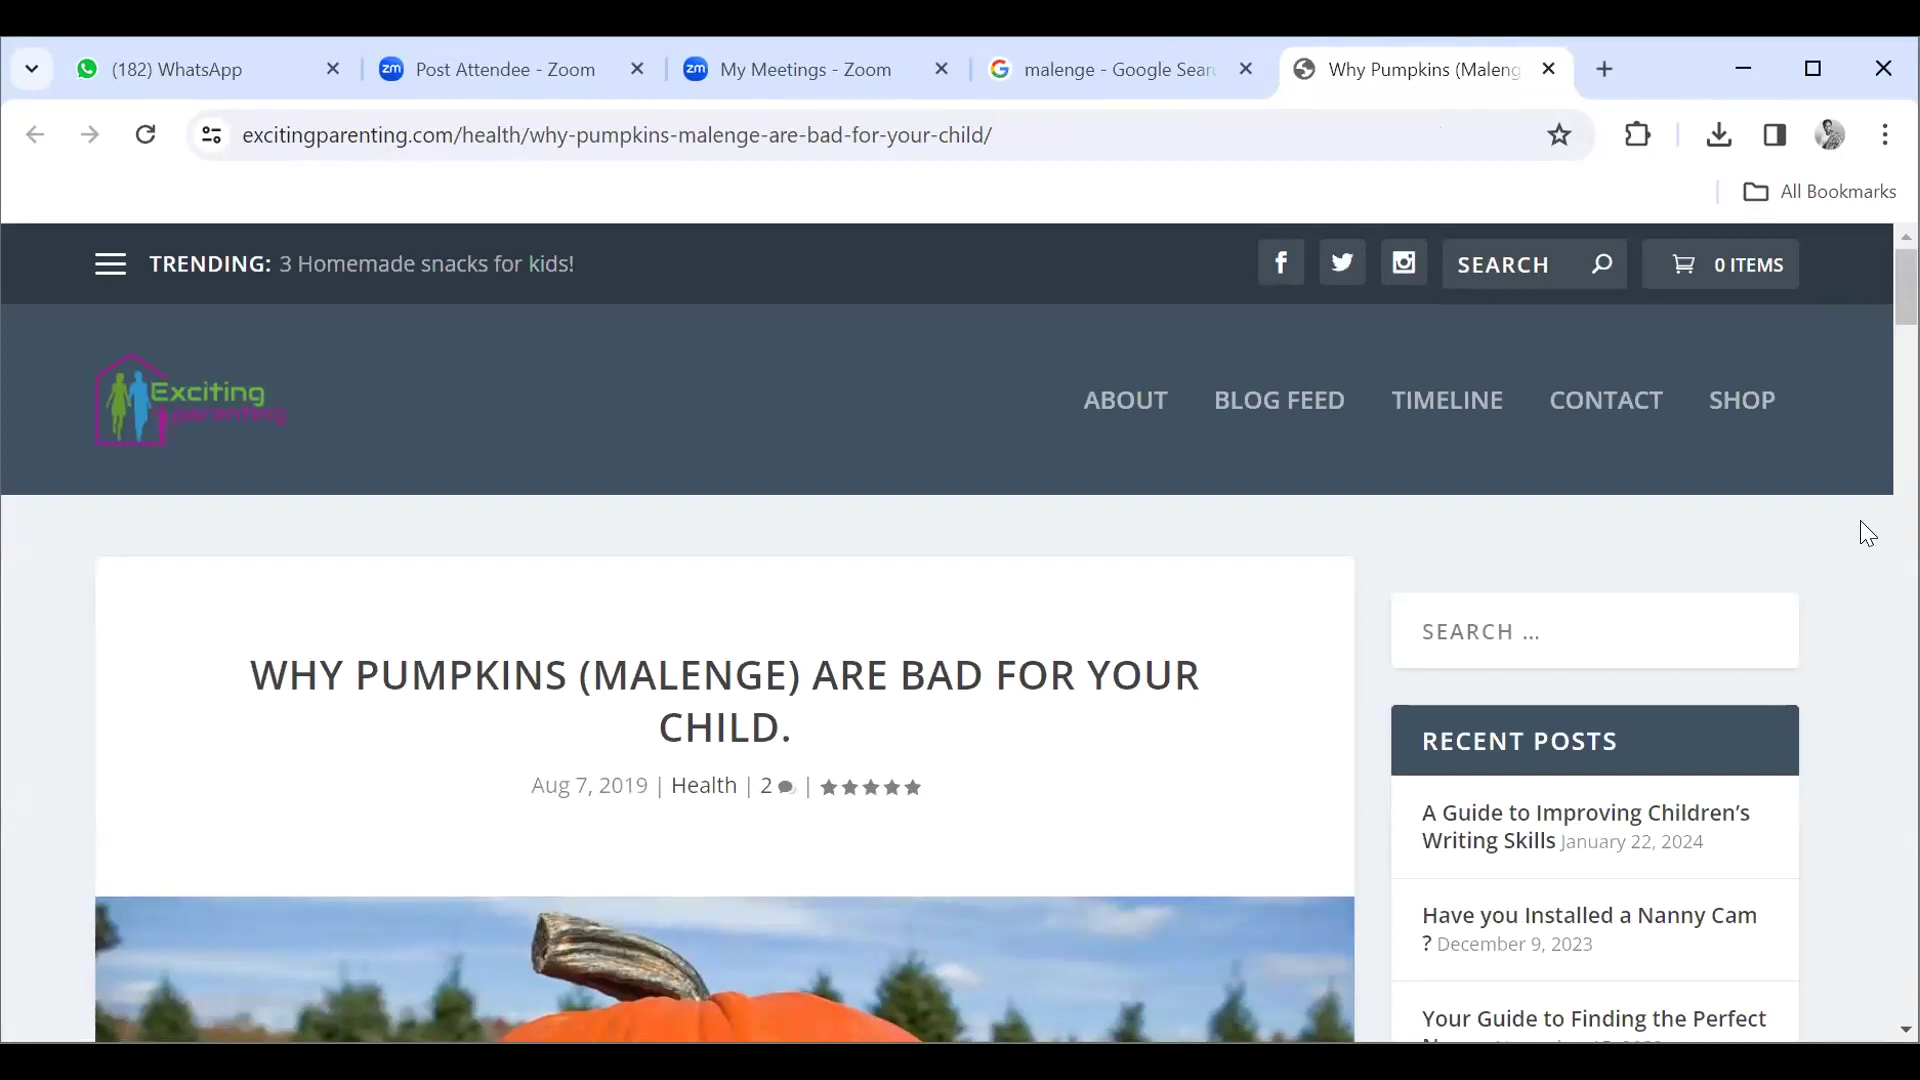 (182) WhatsApp
zm Post Attendee - Zoom
zm My Meetings - Zoom
malenge - Google Sear
Why Pumpkins (Maleng
excitingparenting.com/health/why-pumpkins-malenge-are-bad-for-your-child/
All Bookmarks
TRENDING: 3 Homemade snacks for kids!
SEARCH
0 ITEMS
Exciting
parenting
ABOUT
BLOG FEED
TIMELINE
CONTACT
SHOP
WHY PUMPKINS (MALENGE) ARE BAD FOR YOUR
CHILD.
Aug 7, 2019 | Health | 2 |
SEARCH …
RECENT POSTS
A Guide to Improving Children’s
Writing Skills January 22, 2024
Have you Installed a Nanny Cam
? December 9, 2023
Your Guide to Finding the Perfect